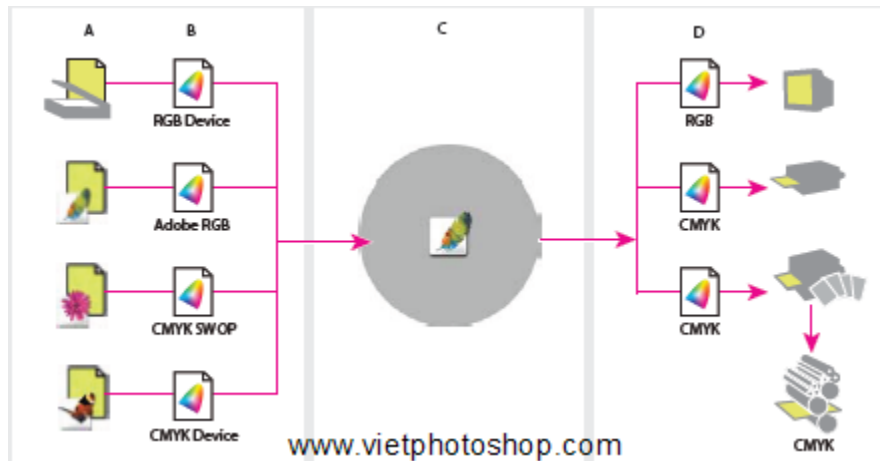 A B C D
RGB Device
RGB
Adobe RGB
CMYK
CMYK SWOP
CMYK
CMYK Device
www.vietphotoshop.com
CMYK